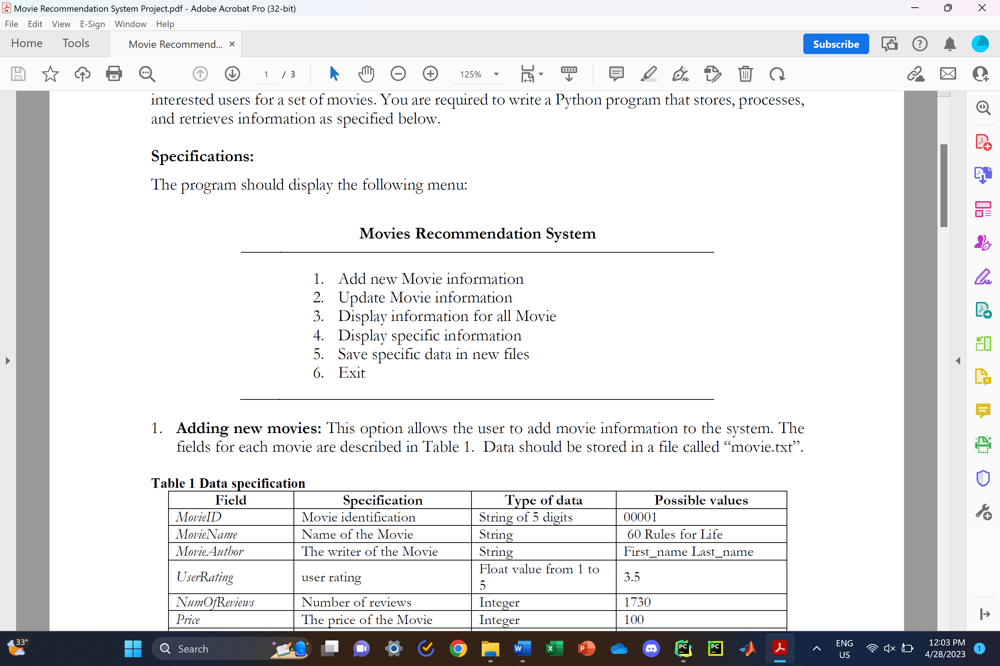 Movie Recommendation System Project.pdf - Adobe Acrobat Pro (32-bit)
File Edit View E-Sign Window Help
Home Tools Movie Recommend... Subscribe
1 / 3 125%
interested users for a set of movies. You are required to write a Python program that stores, processes,
and retrieves information as specified below.
Specifications:
The program should display the following menu:
Movies Recommendation System
1. Add new Movie information
2. Update Movie information
3. Display information for all Movie
4. Display specific information
5. Save specific data in new files
6. Exit
1. Adding new movies: This option allows the user to add movie information to the system. The
fields for each movie are described in Table 1. Data should be stored in a file called “movie.txt”.
Table 1 Data specification
Field Specification Type of data Possible values
MovieID Movie identification String of 5 digits 00001
MovieName Name of the Movie String 60 Rules for Life
MovieAuthor The writer of the Movie String First_name Last_name
UserRating user rating Float value from 1 to 5 3.5
NumOfReviews Number of reviews Integer 1730
Price The price of the Movie Integer 100
33° Search ENG US 12:03 PM 4/28/2023 1